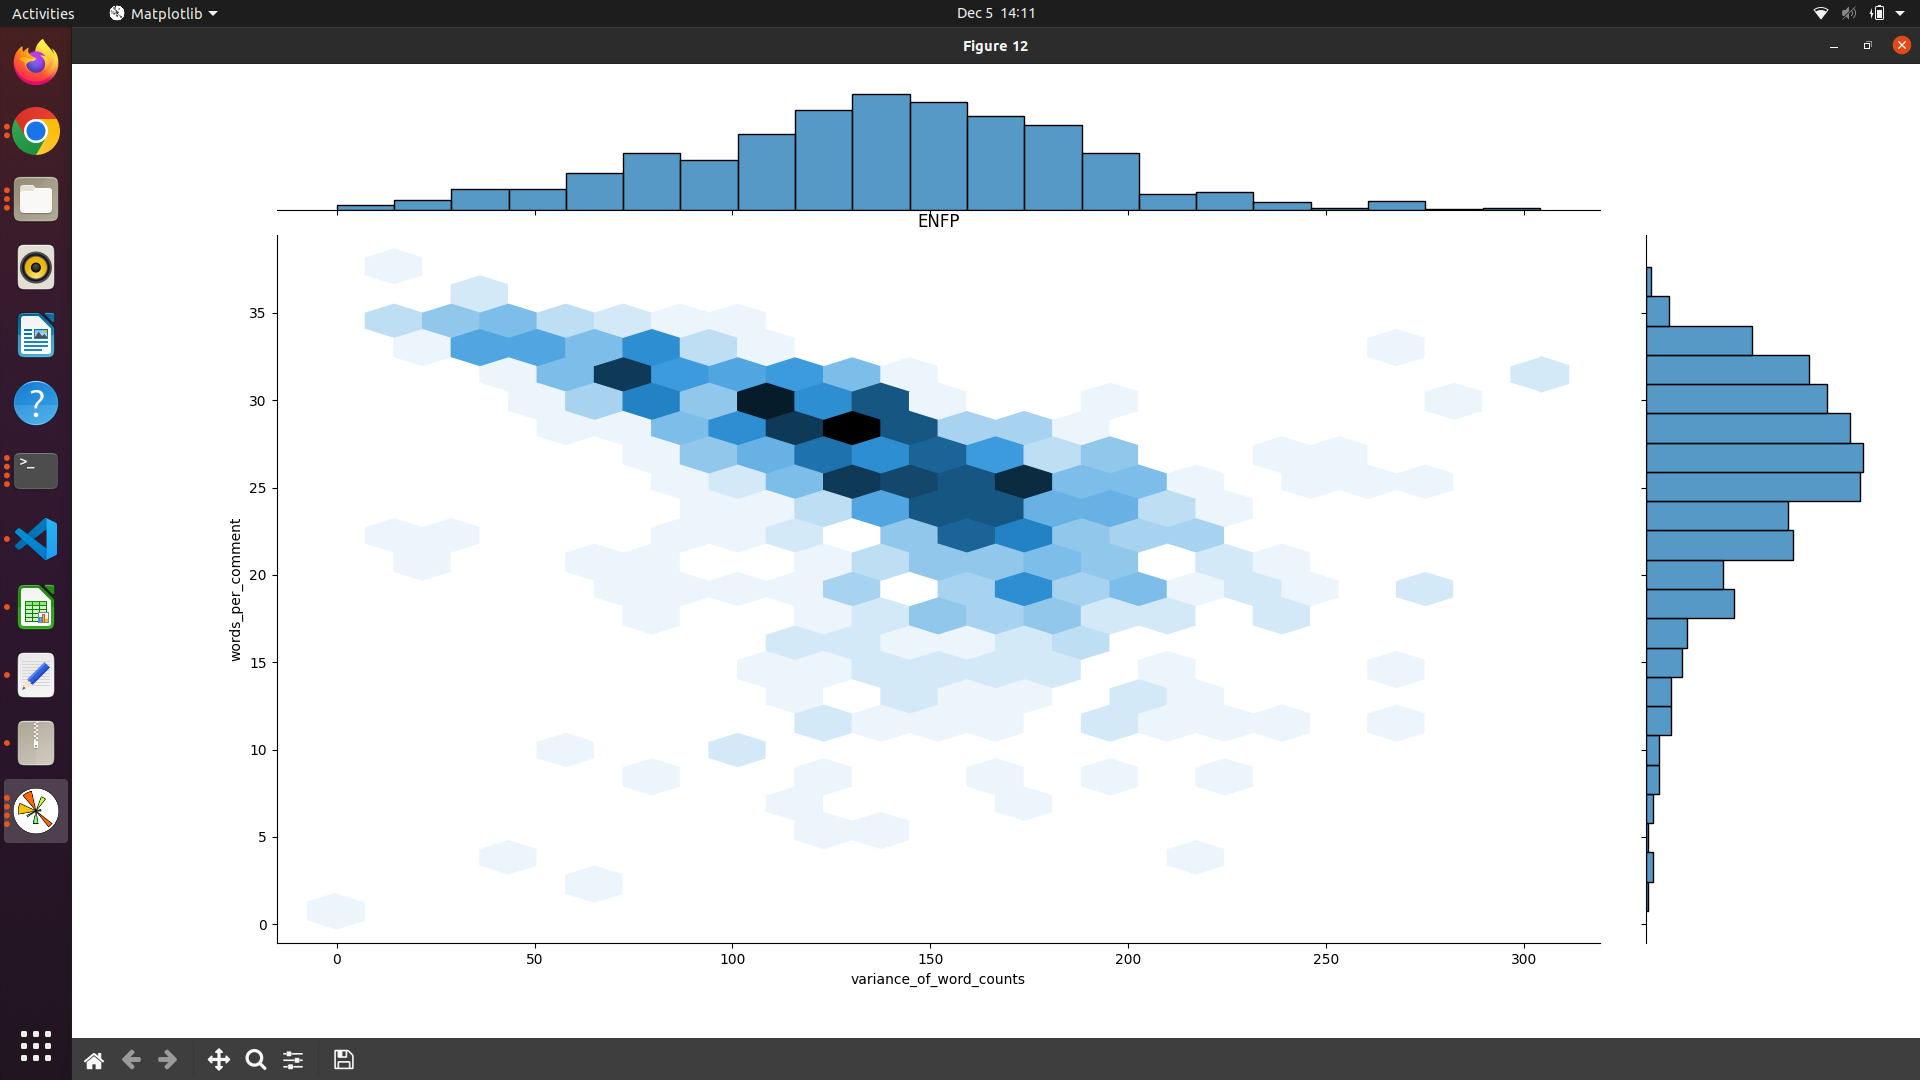 Activities
Matplotlib
Dec 5 14:11
Figure 12
ENFP
35
30
25
20
15
10
5
0
words_per_comment
0 50 100 150 200 250 300
variance_of_word_counts